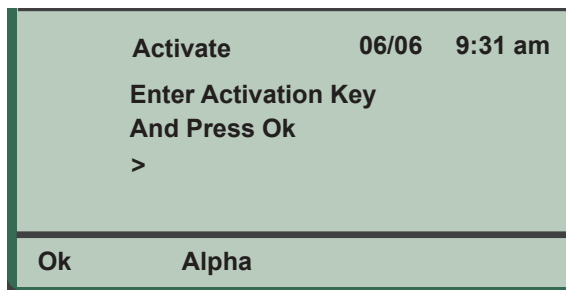 Activate 06/06 9:31 am
Enter Activation Key
And Press Ok
>
Ok Alpha